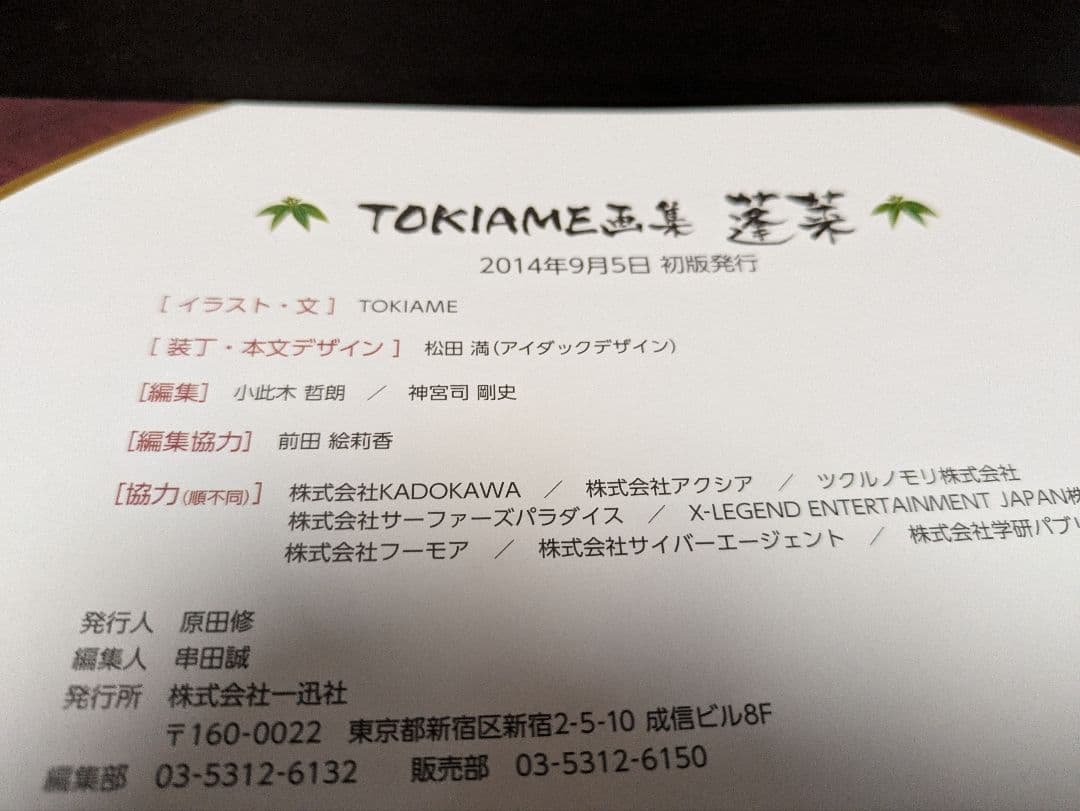 TOKIAME画集 蓬莱
2014年9月5日 初版発行
[イラスト・文] TOKIAME
[装丁・本文デザイン] 松田 満(アイダックデザイン)
[編集] 小此木 哲朗 / 神宮司 剛史
[編集協力] 前田 絵莉香
[協力(順不同)] 株式会社KADOKAWA / 株式会社アクシア / ツクルノモリ株式会社
株式会社サーファーズパラダイス / X-LEGEND ENTERTAINMENT JAPAN株
株式会社フーモア / 株式会社サイバーエージェント / 株式会社学研パブリ
発行人 原田修
編集人 串田誠
発行所 株式会社一迅社
〒160-0022 東京都新宿区新宿2-5-10 成信ビル8F
編集部 03-5312-6132 販売部 03-5312-6150